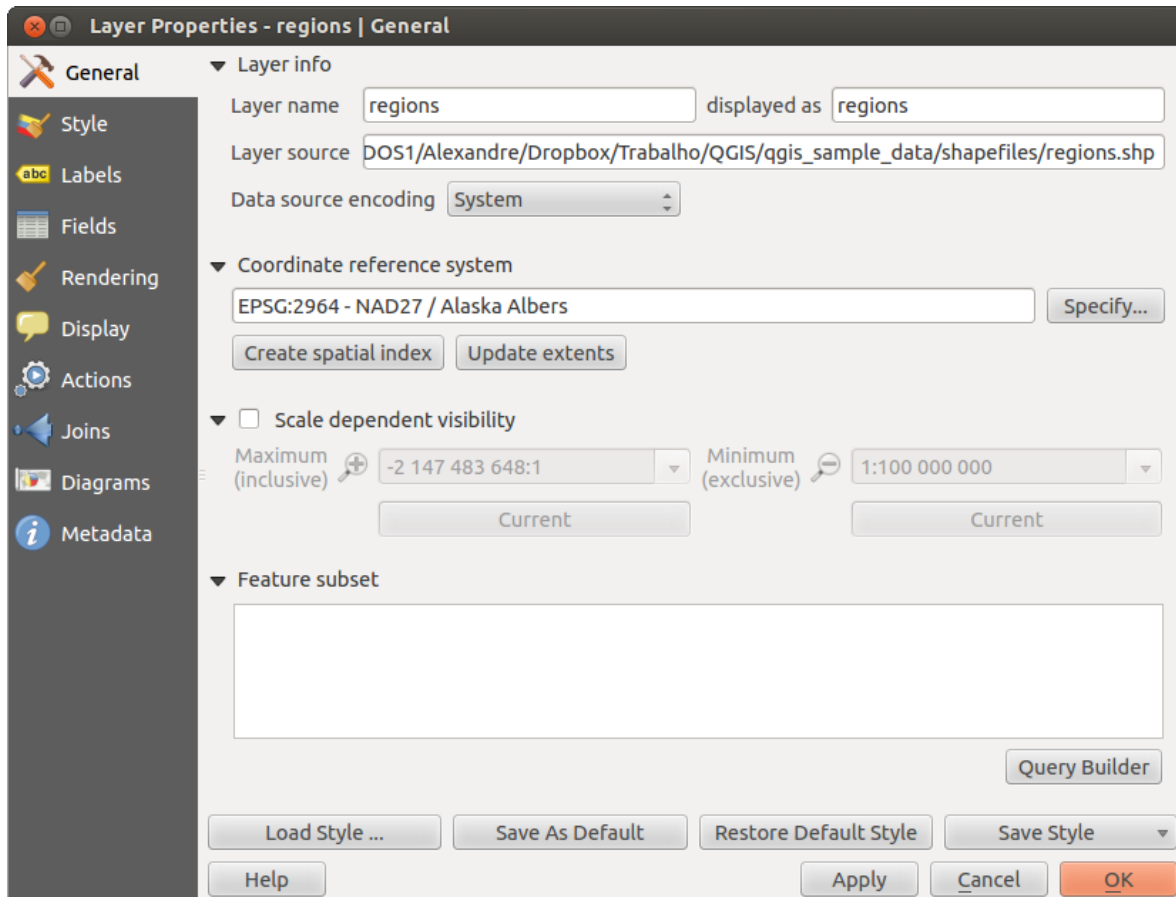 Layer Properties - regions | General
General
Style
abc Labels
Fields
Rendering
Display
Actions
Joins
Diagrams
i Metadata
Layer info
Layer name regions displayed as regions
Layer source DOS1/Alexandre/Dropbox/Trabalho/QGIS/qgis_sample_data/shapefiles/regions.shp
Data source encoding System
Coordinate reference system
EPSG:2964 - NAD27 / Alaska Albers Specify...
Create spatial index Update extents
Scale dependent visibility
Maximum (inclusive) -2 147 483 648:1 Minimum (exclusive) 1:100 000 000
Current Current
Feature subset
Query Builder
Load Style ... Save As Default Restore Default Style Save Style
Help Apply Cancel OK